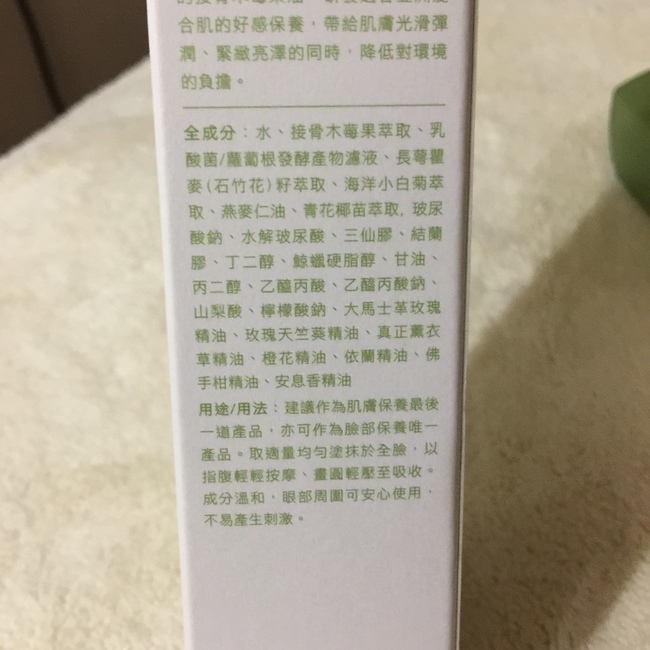 的接骨木莓果油
合肌的好感保養，帶給肌膚光滑彈
潤、緊緻亮澤的同時，降低對環境
的負擔。
全成分：水、接骨木莓果萃取、乳
酸菌/蘿蔔根發酵產物濾液、長萼瞿
麥(石竹花)籽萃取、海洋小白菊萃
取、燕麥仁油、青花椰苗萃取, 玻尿
酸鈉、水解玻尿酸、三仙膠、結蘭
膠、丁二醇、鯨蠟硬脂醇、甘油、
丙二醇、乙醯丙酸、乙醯丙酸鈉、
山梨酸、檸檬酸鈉、大馬士革玫瑰
精油、玫瑰天竺葵精油、真正薰衣
草精油、橙花精油、依蘭精油、佛
手柑精油、安息香精油
用途/用法：建議作為肌膚保養最後
一道產品，亦可作為臉部保養唯一
產品。取適量均勻塗抹於全臉，以
指腹輕輕按摩、畫圓輕壓至吸收。
成分溫和，眼部周圍可安心使用，
不易產生刺激。